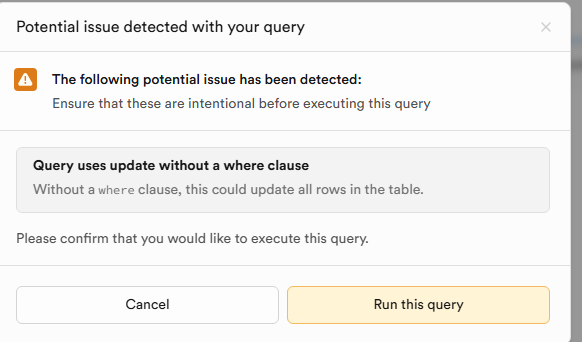 Potential issue detected with your query
The following potential issue has been detected:
Ensure that these are intentional before executing this query
Query uses update without a where clause
Without a where clause, this could update all rows in the table.
Please confirm that you would like to execute this query.
Cancel
Run this query